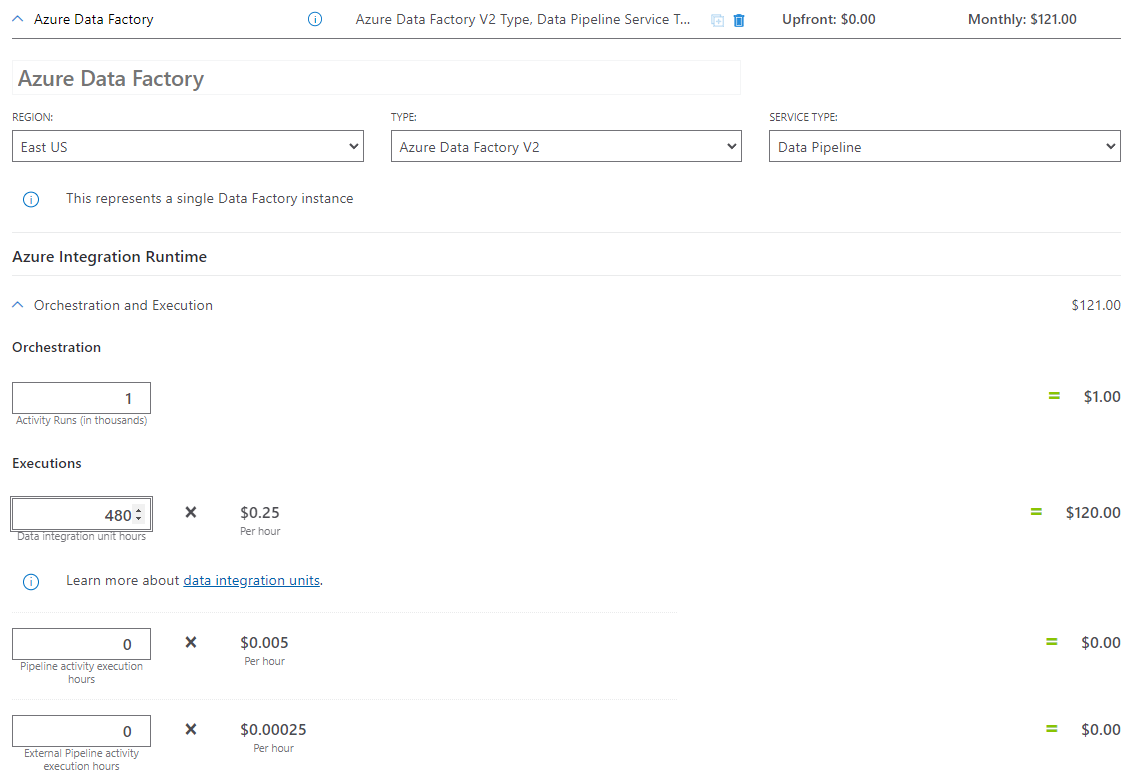 Azure Data Factory Azure Data Factory V2 Type, Data Pipeline Service T... Upfront: $0.00 Monthly: $121.00
Azure Data Factory
REGION: TYPE: SERVICE TYPE:
East US Azure Data Factory V2 Data Pipeline
This represents a single Data Factory instance
Azure Integration Runtime
Orchestration and Execution $121.00
Orchestration
1 = $1.00
Activity Runs (in thousands)
Executions
480 × $0.25 = $120.00
Data integration unit hours Per hour
Learn more about data integration units.
0 × $0.005 = $0.00
Pipeline activity execution Per hour
hours
0 × $0.00025 = $0.00
External Pipeline activity Per hour
execution hours